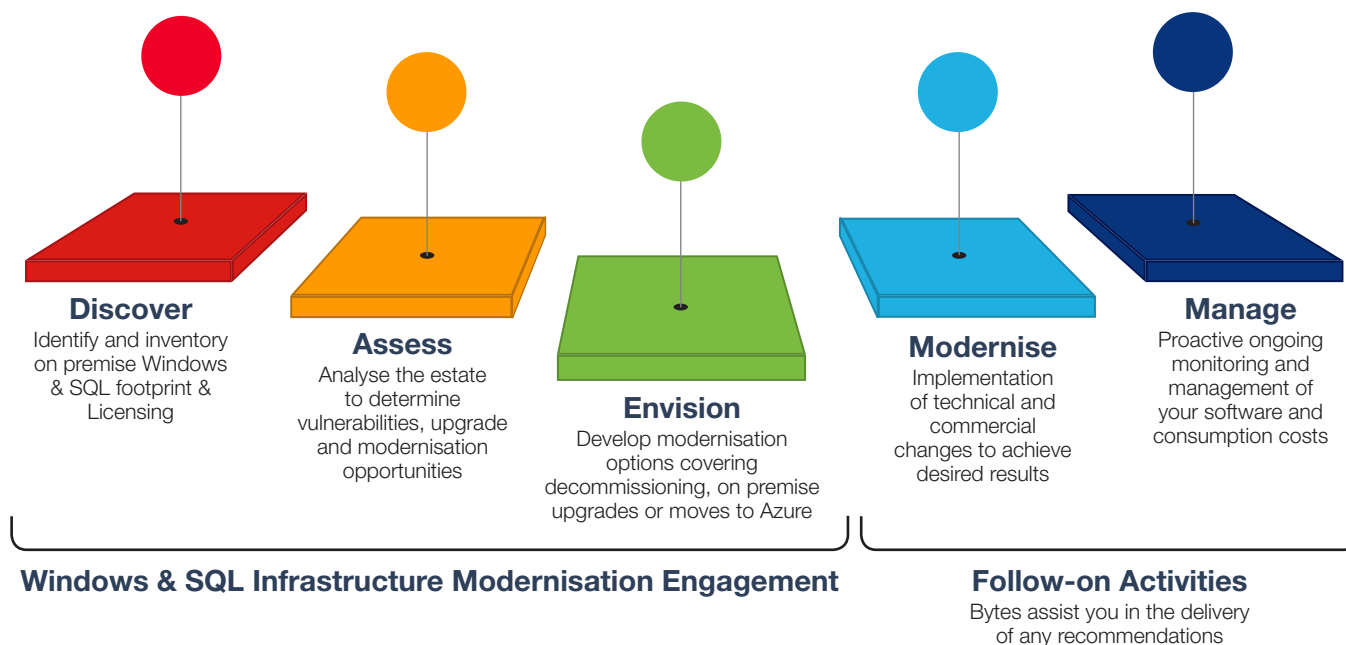 Discover
Identify and inventory
on premise Windows
& SQL footprint &
Licensing
Assess
Analyse the estate
to determine
vulnerabilities, upgrade
and modernisation
opportunities
Envision
Develop modernisation
options covering
decommissioning, on premise
upgrades or moves to Azure
Modernise
Implementation
of technical and
commercial
changes to achieve
desired results
Manage
Proactive ongoing
monitoring and
management of
your software and
consumption costs
Windows & SQL Infrastructure Modernisation Engagement
Follow-on Activities
Bytes assist you in the delivery
of any recommendations